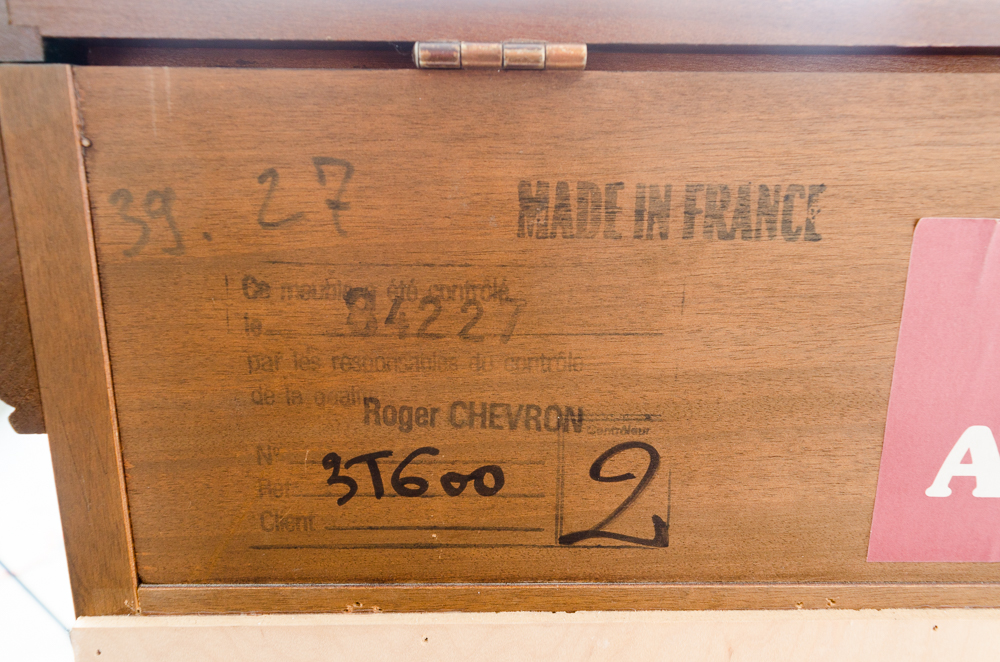 39. 27
MADE IN FRANCE
Ce meuble a été contrôlé
le 84227
par les responsables du contrôle
de la qualité
Roger CHEVRON
Contrôleur
N°
3T600
2
Réf
Client
A